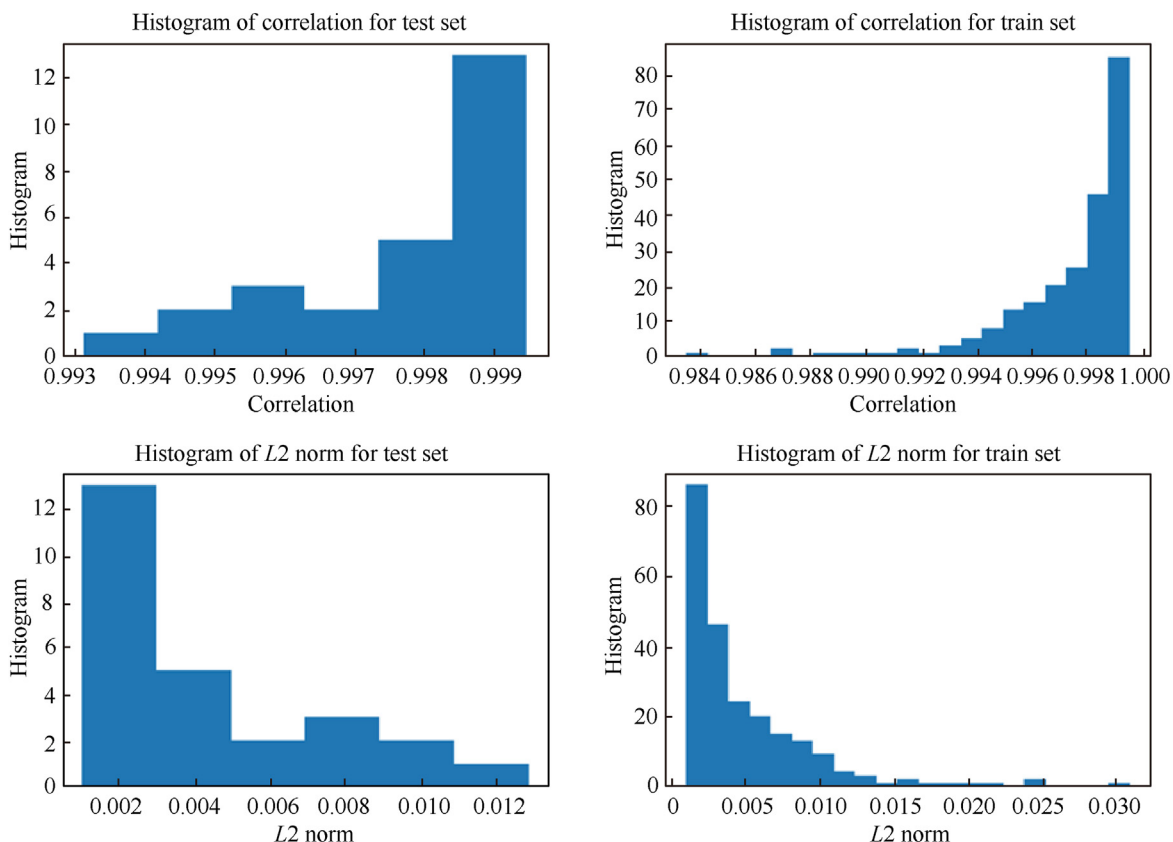 Histogram of correlation for test set
12
10
8
6
4
2
0
Histogram
0.993 0.994 0.995 0.996 0.997 0.998 0.999
Correlation
Histogram of correlation for train set
80
70
60
50
40
30
20
10
0
Histogram
0.984 0.986 0.988 0.990 0.992 0.994 0.996 0.998 1.000
Correlation
Histogram of L2 norm for test set
12
10
8
6
4
2
0
Histogram
0.002 0.004 0.006 0.008 0.010 0.012
L2 norm
Histogram of L2 norm for train set
80
60
40
20
0
Histogram
0 0.005 0.010 0.015 0.020 0.025 0.030
L2 norm